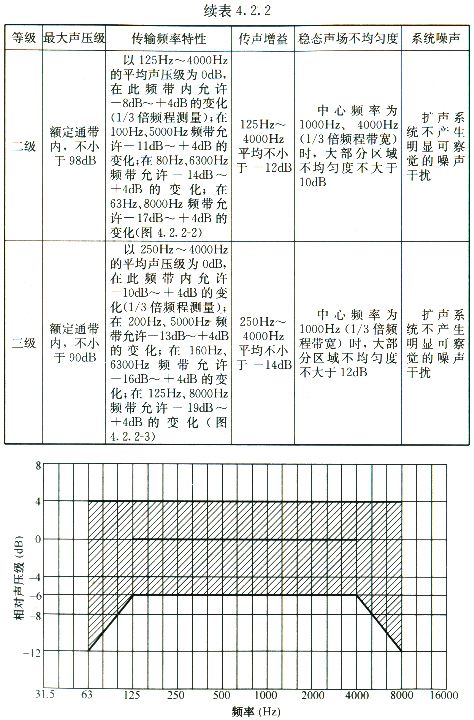 续表 4.2.2
等级 最大声压级 传输频率特性 传声增益 稳态声场不均匀度 系统噪声
二级
额定通带
内，不小
于 98dB
以 125Hz～4000Hz
的平均声压级为 0dB，
在此频带内允许
－8dB～＋4dB 的变化
(1/3 倍频程测量)；在
100Hz、5000Hz 频带允
许－11dB～＋4dB 的
变化；在 80Hz、6300Hz
频带允许－14dB～
＋4dB 的变化；在
63Hz、8000Hz 频带允
许－17dB～＋4dB 的
变化(图 4.2.2-2)
125Hz～
4000Hz
平均不小
于－12dB
中心频率为
1000Hz、4000Hz
(1/3 倍频程带宽)
时，大部分区域
不均匀度不大于
10dB
扩声系
统不产生
明显可察
觉的噪声
干扰
三级
额定通带
内，不小
于 90dB
以 250Hz～4000Hz
的平均声压级为 0dB，
在此频带内允许
－10dB～＋4dB 的变
化(1/3 倍频程测量)；
在 200Hz、5000Hz 频
带允许－13dB～＋4dB
的变化；在 160Hz、
6300Hz 频带允许
－16dB～＋4dB 的变
化；在 125Hz、8000Hz
频带允许－19dB～
＋4dB 的变化(图
4.2.2-3)
250Hz～
4000Hz
平均不小
于－14dB
中心频率为
1000Hz (1/3 倍频
程带宽)时，大部
分区域不均匀度
不大于 12dB
扩声系
统不产生
明显可察
觉的噪声
干扰
相对声压级 (dB)
8
4
0
－4
－6
－8
－12
31.5 63 125 250 500 1000 2000 4000 8000 16000
频率 (Hz)